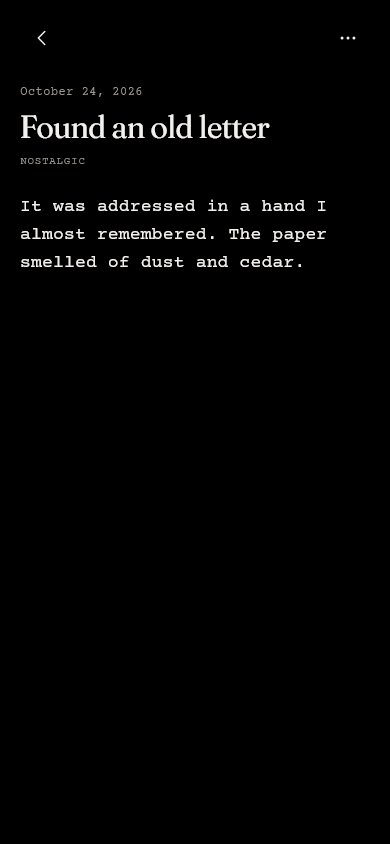 October 24, 2026
Found an old letter
NOSTALGIC
It was addressed in a hand I
almost remembered. The paper
smelled of dust and cedar.